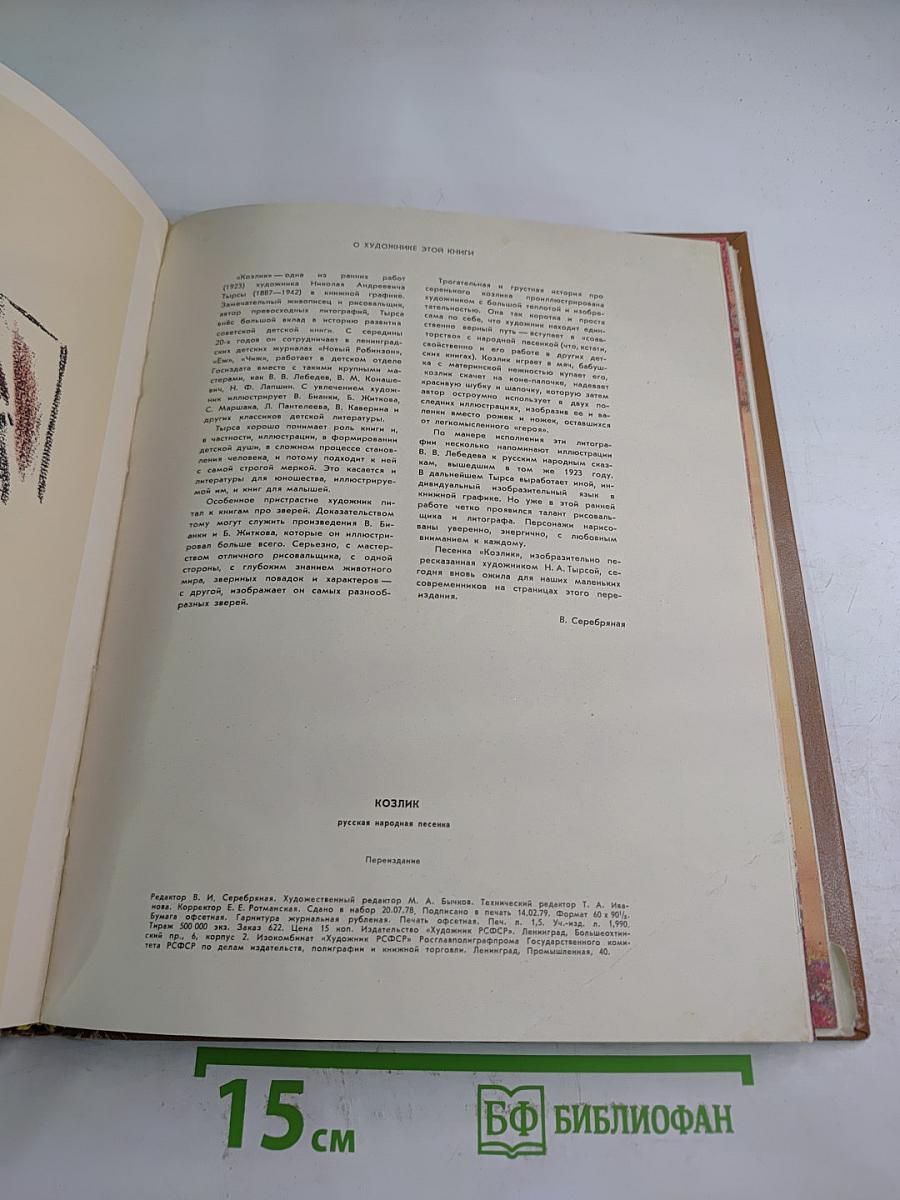 О ХУДОЖНИКЕ ЭТОЙ КНИГИ
«Козлик» — одна из ранних работ
(1923) художника Николая Андреевича
Тырсы (1887—1942) в книжной графике.
Замечательный живописец и рисовальщик,
автор превосходных литографий, Тырса
внёс большой вклад в историю развития
советской детской книги. С середины
20-х годов он сотрудничает в ленинград-
ских детских журналах «Новый Робинзон»,
«Ёж», «Чиж», работает в детском отделе
Госиздата вместе с такими крупными ма-
стерами, как В. В. Лебедев, В. М. Конаше-
вич, Н. Ф. Лапшин. С увлечением худож-
ник иллюстрирует В. Бианки, Б. Житкова,
С. Маршака, Л. Пантелеева, В. Каверина и
других классиков детской литературы.
Тырса хорошо понимает роль книги и,
в частности, иллюстрации, в формировании
детской души, в сложном процессе станов-
ления человека, и потому подходит к ней
с самой строгой меркой. Это касается и
литературы для юношества, иллюстрируе-
мой им, и книг для малышей.
Особенное пристрастие художник пи-
тал к книгам про зверей. Доказательством
тому могут служить произведения В. Би-
анки и Б. Житкова, которые он иллюстри-
ровал больше всего. Серьезно, с мастер-
ством отличного рисовальщика, с одной
стороны, с глубоким знанием животного
мира, звериных повадок и характеров —
с другой, изображает он самых разнооб-
разных зверей.
Трогательная и грустная история про
серенького козлика проиллюстрирована
художником с большой теплотой и изобре-
тательностью. Она так коротка и проста
сама по себе, что художник находит един-
ственно верный путь — вступает в «соав-
торство» с народной песенкой (что, кстати,
свойственно и его работе в других дет-
ских книгах). Козлик играет в мяч, бабуш-
ка с материнской нежностью купает его,
козлик скачет на коне-палочке, надевает
красивую шубку и шапочку, которую затем
автор остроумно использует в двух по-
следних иллюстрациях, изобразив ее и ва-
ленки вместо рожек и ножек, оставшихся
от легкомысленного «героя».
По манере исполнения эти литогра-
фии несколько напоминают иллюстрации
В. В. Лебедева к русским народным сказ-
кам, вышедшим в том же 1923 году.
В дальнейшем Тырса выработает иной, ин-
дивидуальный изобразительный язык в
книжной графике. Но уже в этой ранней
работе четко проявился талант рисоваль-
щика и литографа. Персонажи нарисо-
ваны уверенно, энергично, с любовным
вниманием к каждому.
Песенка «Козлик», изобразительно пе-
ресказанная художником Н. А. Тырсой, се-
годня вновь ожила для наших маленьких
современников на страницах этого пере-
издания.
В. Серебряная
КОЗЛИК
русская народная песенка
Переиздание
Редактор В. И, Серебряная. Художественный редактор М. А. Бычков. Технический редактор Т. А. Ива-
нова. Корректор Е. Е. Ротманская. Сдано в набор 20.07.78. Подписано в печать 14.02.79. Формат 60 х 90⅛.
Бумага офсетная. Гарнитура журнальная рубленая. Печать офсетная. Печ. л. 1,5. Уч.-изд. л. 1,990.
Тираж 500 000 экз. Заказ 622. Цена 15 коп. Издательство «Художник РСФСР». Ленинград, Большеохтин-
ский пр., 6, корпус 2. Изокомбинат «Художник РСФСР» Росглавполиграфпрома Государственного коми-
тета РСФСР по делам издательств, полиграфии и книжной торговли. Ленинград, Промышленная, 40.
15 см
БФ БИБЛИОФАН